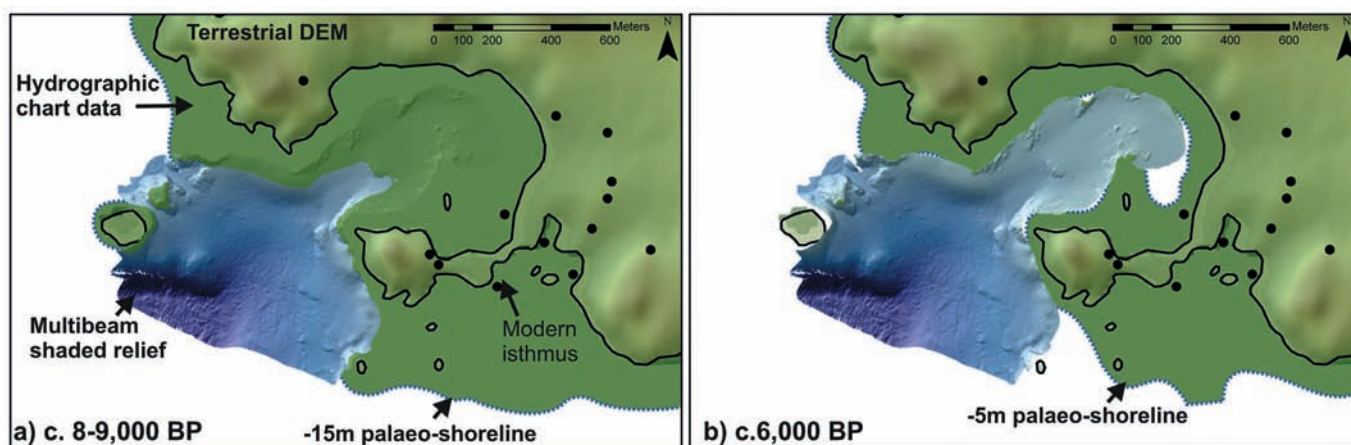 Terrestrial DEM
Meters
0 100 200 400 600
N
Hydrographic
chart data
Multibeam
shaded relief
Modern
isthmus
-15m palaeo-shoreline
a) c. 8-9,000 BP
Meters
0 100 200 400 600
N
-5m palaeo-shoreline
b) c.6,000 BP